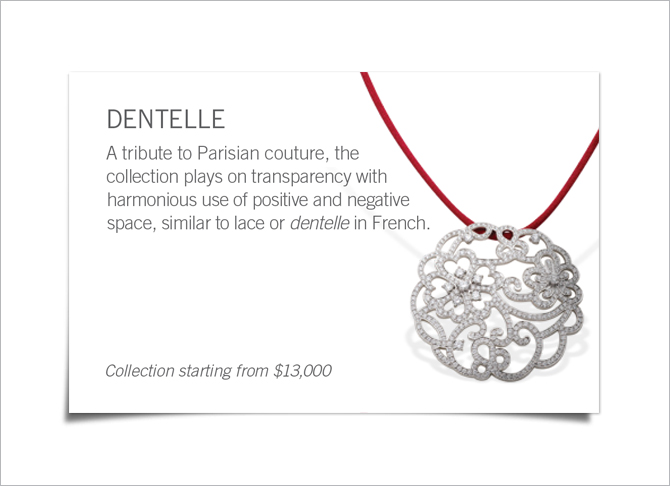 DENTELLE
A tribute to Parisian couture, the
collection plays on transparency with
harmonious use of positive and negative
space, similar to lace or dentelle in French.
Collection starting from $13,000